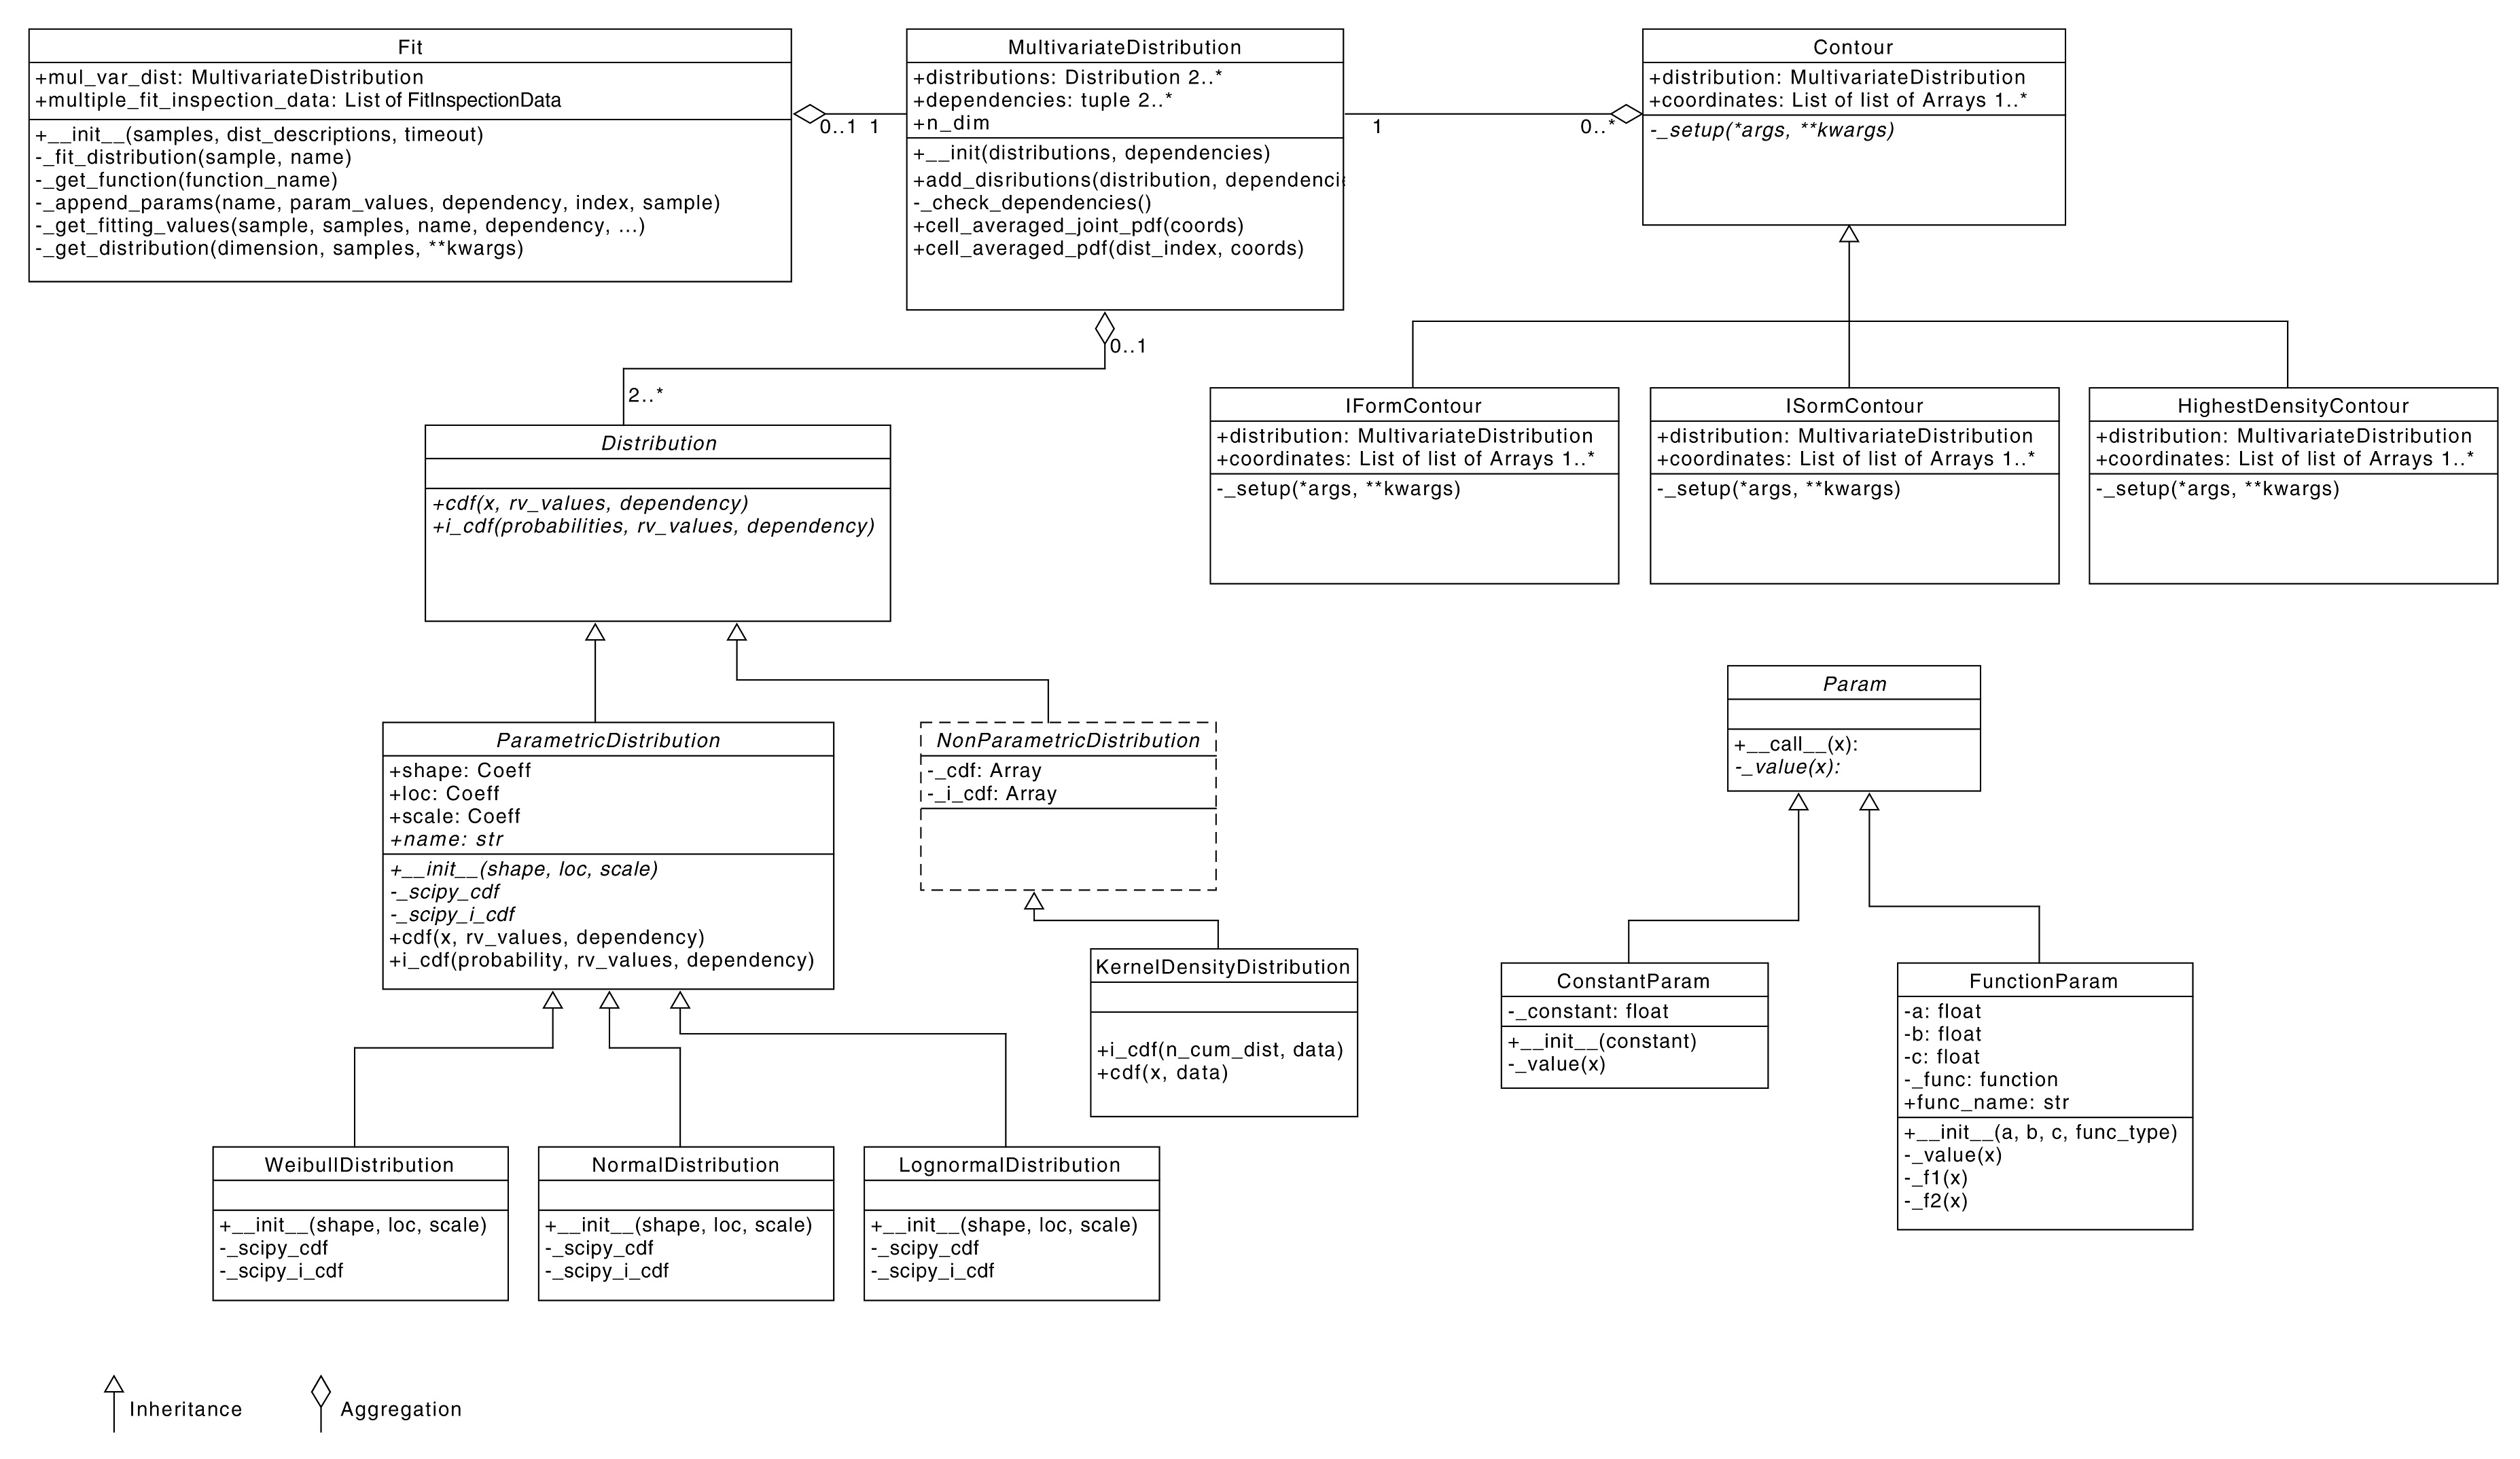 Fit
+mul_var_dist: MultivariateDistribution
+multiple_fit_inspection_data: List of FitInspectionData
+__init__(samples, dist_descriptions, timeout)
-_fit_distribution(sample, name)
-_get_function(function_name)
-_append_params(name, param_values, dependency, index, sample)
-_get_fitting_values(sample, samples, name, dependency, ...)
-_get_distribution(dimension, samples, **kwargs)
0..1 1
MultivariateDistribution
+distributions: Distribution 2..*
+dependencies: tuple 2..*
+n_dim
+__init(distributions, dependencies)
+add_disributions(distribution, dependenci
-_check_dependencies()
+cell_averaged_joint_pdf(coords)
+cell_averaged_pdf(dist_index, coords)
1
0..*
Contour
+distribution: MultivariateDistribution
+coordinates: List of list of Arrays 1..*
-_setup(*args, **kwargs)
0..1
2..*
IFormContour
+distribution: MultivariateDistribution
+coordinates: List of list of Arrays 1..*
-_setup(*args, **kwargs)
ISormContour
+distribution: MultivariateDistribution
+coordinates: List of list of Arrays 1..*
-_setup(*args, **kwargs)
HighestDensityContour
+distribution: MultivariateDistribution
+coordinates: List of list of Arrays 1..*
-_setup(*args, **kwargs)
Distribution
+cdf(x, rv_values, dependency)
+i_cdf(probabilities, rv_values, dependency)
ParametricDistribution
+shape: Coeff
+loc: Coeff
+scale: Coeff
+name: str
+__init__(shape, loc, scale)
-_scipy_cdf
-_scipy_i_cdf
+cdf(x, rv_values, dependency)
+i_cdf(probability, rv_values, dependency)
NonParametricDistribution
-_cdf: Array
-_i_cdf: Array
Param
+__call__(x):
-_value(x):
KernelDensityDistribution
+i_cdf(n_cum_dist, data)
+cdf(x, data)
ConstantParam
-_constant: float
+__init__(constant)
-_value(x)
FunctionParam
-a: float
-b: float
-c: float
-_func: function
+func_name: str
+__init__(a, b, c, func_type)
-_value(x)
-_f1(x)
-_f2(x)
WeibullDistribution
+__init__(shape, loc, scale)
-_scipy_cdf
-_scipy_i_cdf
NormalDistribution
+__init__(shape, loc, scale)
-_scipy_cdf
-_scipy_i_cdf
LognormalDistribution
+__init__(shape, loc, scale)
-_scipy_cdf
-_scipy_i_cdf
Inheritance
Aggregation